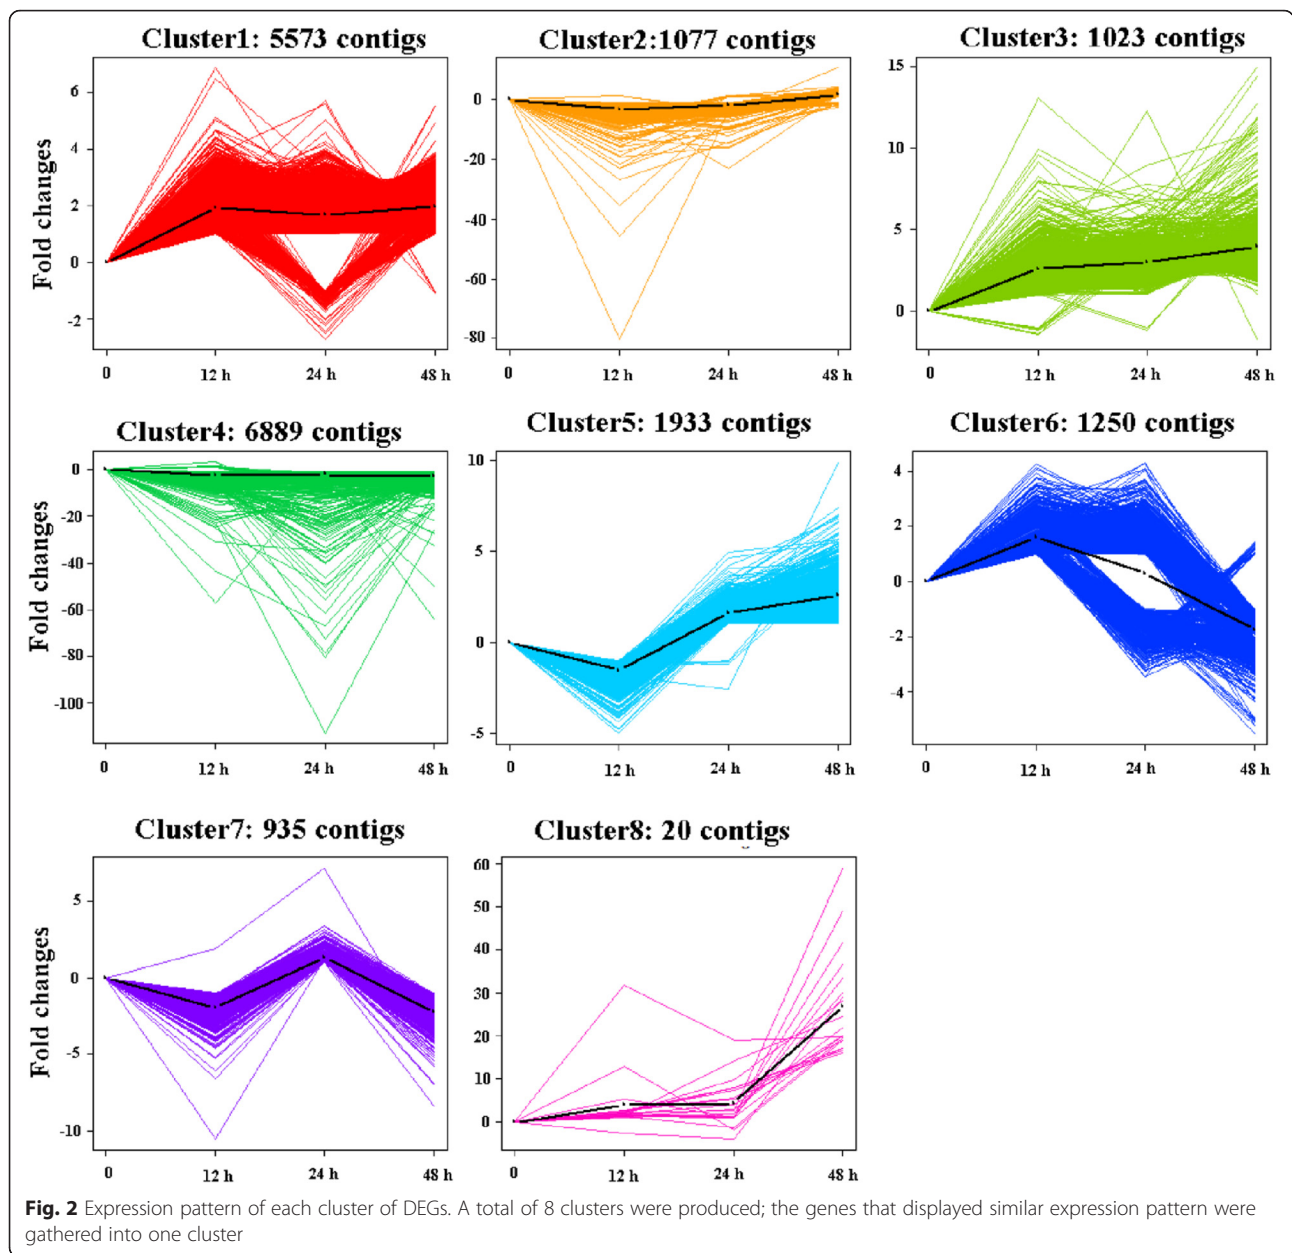 Cluster1: 5573 contigs
Cluster2:1077 contigs
Cluster3: 1023 contigs
Fold changes
6
4
2
0
-2
0
12 h
24 h
48 h
0
-20
-40
-60
-80
0
12 h
24 h
48 h
15
10
5
0
0
12 h
24 h
48 h
Cluster4: 6889 contigs
Cluster5: 1933 contigs
Cluster6: 1250 contigs
Fold changes
0
-20
-40
-60
-80
-100
0
12 h
24 h
48 h
10
5
0
-5
0
12 h
24 h
48 h
4
2
0
-2
-4
0
12 h
24 h
48 h
Cluster7: 935 contigs
Cluster8: 20 contigs
Fold changes
5
0
-5
-10
0
12 h
24 h
48 h
60
50
40
30
20
10
0
0
12 h
24 h
48 h
Fig. 2 Expression pattern of each cluster of DEGs. A total of 8 clusters were produced; the genes that displayed similar expression pattern were
gathered into one cluster